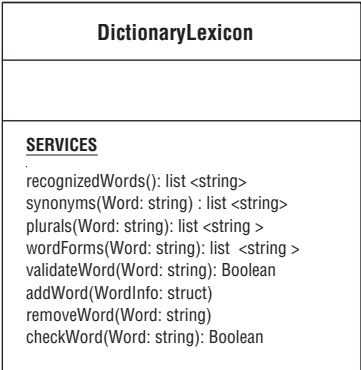 DictionaryLexicon
SERVICES
recognizedWords(): list <string>
synonyms(Word: string) : list <string>
plurals(Word: string): list <string >
wordForms(Word: string): list <string >
validateWord(Word: string): Boolean
addWord(WordInfo: struct)
removeWord(Word: string)
checkWord(Word: string): Boolean